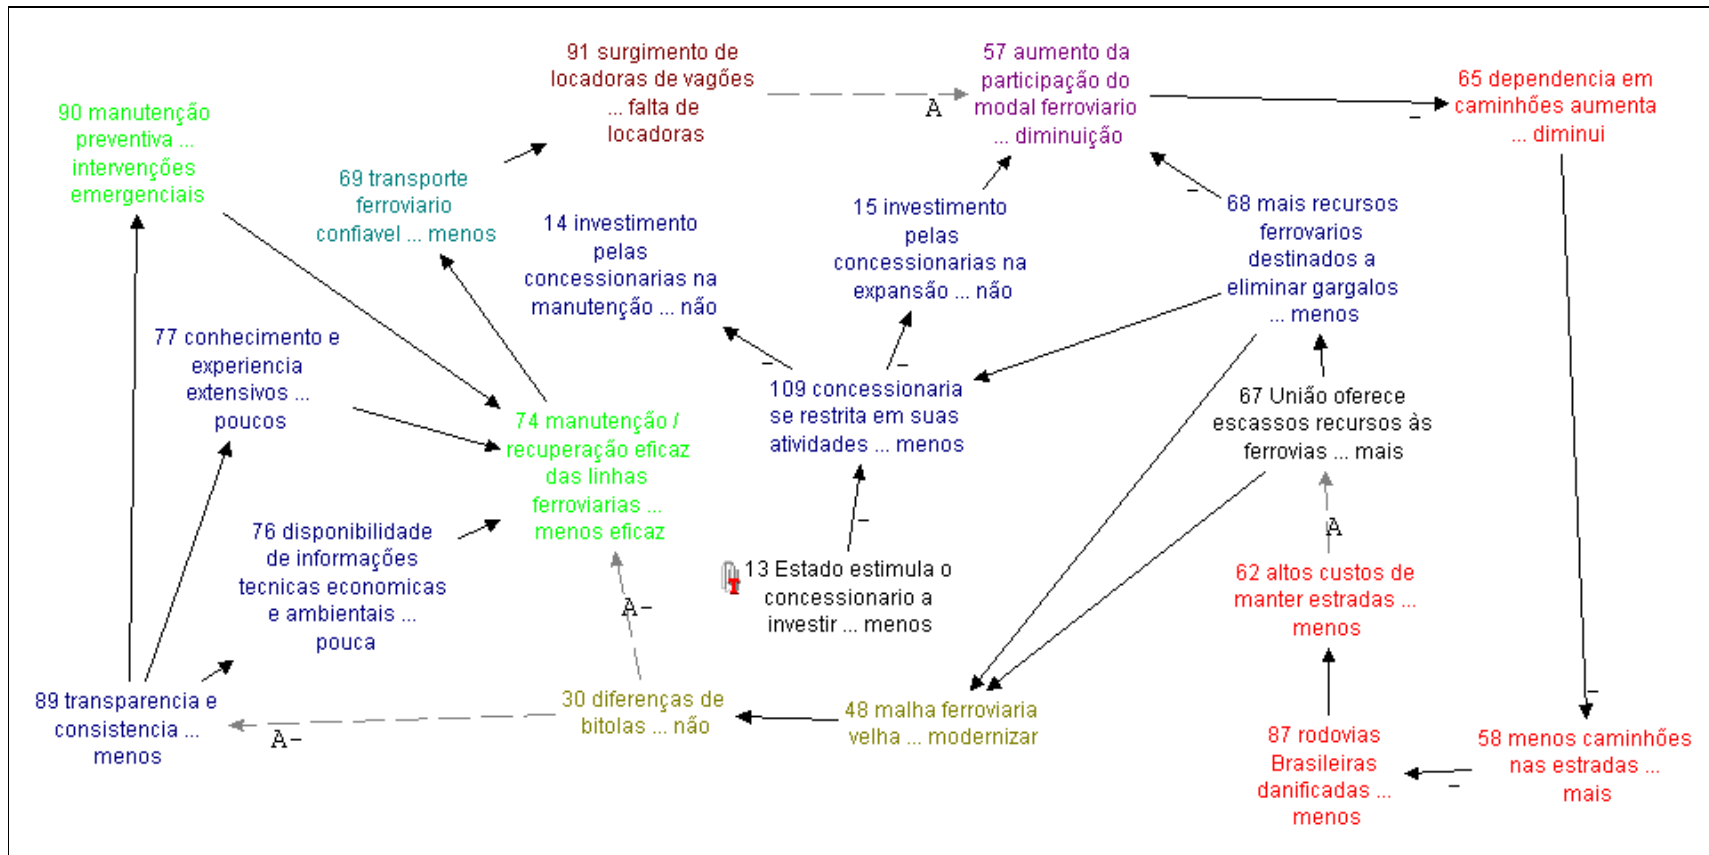 91 surgimento de
locadoras de vagões
... falta de
locadoras
57 aumento da
participação do
modal ferroviario
... diminuição
65 dependencia em
caminhões aumenta
... diminui
90 manutenção
preventiva ...
intervenções
emergenciais
A
–
69 transporte
ferroviario
confiavel ... menos
14 investimento
pelas
concessionarias na
manutenção ... não
15 investimento
pelas
concessionarias na
expansão ... não
–
68 mais recursos
ferrovarios
destinados a
eliminar gargalos
... menos
77 conhecimento e
experiencia
extensivos ...
poucos
–
–
109 concessionaria
se restrita em suas
atividades ... menos
67 União oferece
escassos recursos às
ferrovias ... mais
74 manutenção /
recuperação eficaz
das linhas
ferroviarias ...
menos eficaz
76 disponibilidade
de informações
tecnicas economicas
e ambientais ...
pouca
–
A
13 Estado estimula o
concessionario a
investir ... menos
62 altos custos de
manter estradas ...
menos
A–
89 transparencia e
consistencia ...
menos
A–
30 diferenças de
bitolas ... não
48 malha ferroviaria
velha ... modernizar
87 rodovias
Brasileiras
danificadas ...
menos
–
–
58 menos caminhões
nas estradas ...
mais